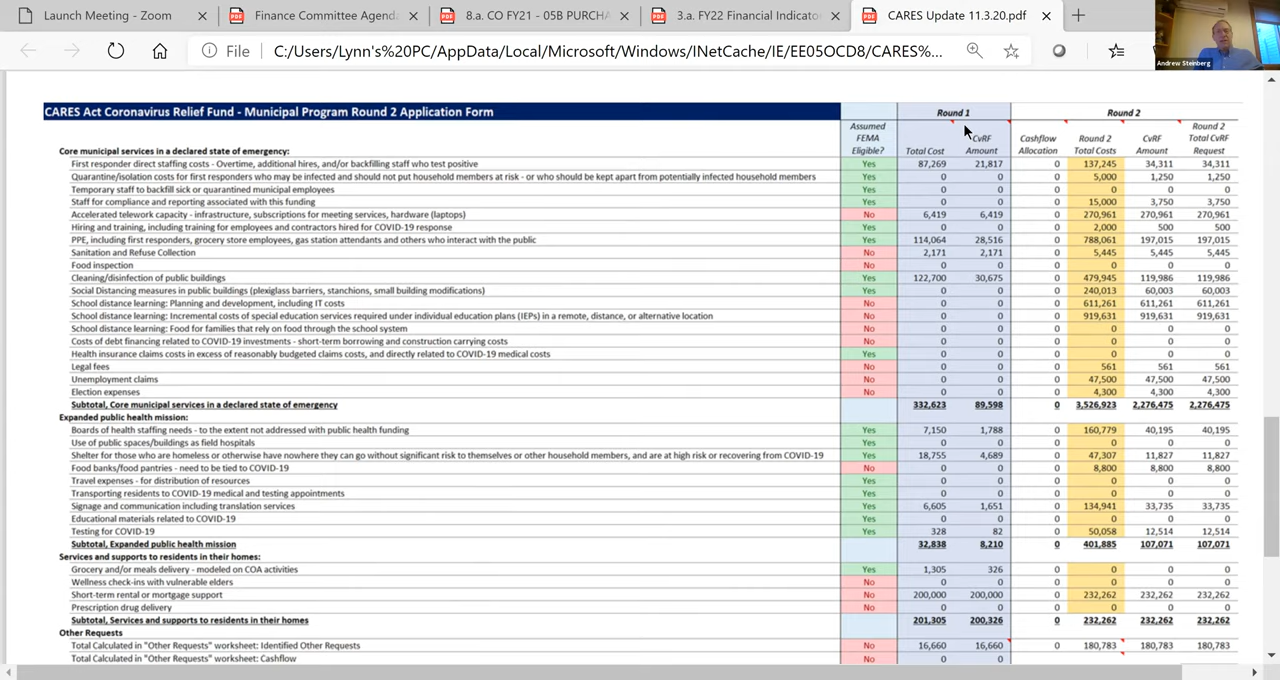 Launch Meeting - Zoom
Finance Committee Agend
8.a. CO FY21 - 05B PURCHA
3.a. FY22 Financial Indicator
CARES Update 11.3.20.pdf
File C:/Users/Lynn's%20PC/AppData/Local/Microsoft/Windows/INetCache/IE/EE05OCD8/CARES%...
Andrew Steinberg
CARES Act Coronavirus Relief Fund - Municipal Program Round 2 Application Form
Round 1
Round 2
Assumed FEMA Eligible?
Total Cost
CvRF Amount
Cashflow Allocation
Round 2 Total Costs
CvRF Amount
Round 2 Total CvRF Request
Core municipal services in a declared state of emergency:
First responder direct staffing costs - Overtime, additional hires, and/or backfilling staff who test positive Yes 87,269 21,817 0 137,245 34,311 34,311
Quarantine/isolation costs for first responders who may be infected and should not put household members at risk - or who should be kept apart from potentially infected household members Yes 0 0 0 5,000 1,250 1,250
Temporary staff to backfill sick or quarantined municipal employees Yes 0 0 0 0 0 0
Staff for compliance and reporting associated with this funding Yes 0 0 0 15,000 3,750 3,750
Accelerated telework capacity - infrastructure, subscriptions for meeting services, hardware (laptops) No 6,419 6,419 0 270,961 270,961 270,961
Hiring and training, including training for employees and contractors hired for COVID-19 response Yes 0 0 0 2,000 500 500
PPE, including first responders, grocery store employees, gas station attendants and others who interact with the public Yes 114,064 28,516 0 788,061 197,015 197,015
Sanitation and Refuse Collection No 2,171 2,171 0 5,445 5,445 5,445
Food inspection No 0 0 0 0 0 0
Cleaning/disinfection of public buildings Yes 122,700 30,675 0 479,945 119,986 119,986
Social Distancing measures in public buildings (plexiglass barriers, stanchions, small building modifications) Yes 0 0 0 240,013 60,003 60,003
School distance learning: Planning and development, including IT costs No 0 0 0 611,261 611,261 611,261
School distance learning: Incremental costs of special education services required under individual education plans (IEPs) in a remote, distance, or alternative location No 0 0 0 919,631 919,631 919,631
School distance learning: Food for families that rely on food through the school system No 0 0 0 0 0 0
Costs of debt financing related to COVID-19 investments - short-term borrowing and construction carrying costs No 0 0 0 0 0 0
Health insurance claims costs in excess of reasonably budgeted claims costs, and directly related to COVID-19 medical costs Yes 0 0 0 0 0 0
Legal fees No 0 0 0 561 561 561
Unemployment claims No 0 0 0 47,500 47,500 47,500
Election expenses No 0 0 0 4,300 4,300 4,300
Subtotal, Core municipal services in a declared state of emergency 332,623 89,598 0 3,526,923 2,276,475 2,276,475
Expanded public health mission:
Boards of health staffing needs - to the extent not addressed with public health funding Yes 7,150 1,788 0 160,779 40,195 40,195
Use of public spaces/buildings as field hospitals Yes 0 0 0 0 0 0
Shelter for those who are homeless or otherwise have nowhere they can go without significant risk to themselves or other household members, and are at high risk or recovering from COVID-19 Yes 18,755 4,689 0 47,307 11,827 11,827
Food banks/food pantries - need to be tied to COVID-19 No 0 0 0 8,800 8,800 8,800
Travel expenses - for distribution of resources Yes 0 0 0 0 0 0
Transporting residents to COVID-19 medical and testing appointments Yes 0 0 0 0 0 0
Signage and communication including translation services Yes 6,605 1,651 0 134,941 33,735 33,735
Educational materials related to COVID-19 Yes 0 0 0 0 0 0
Testing for COVID-19 Yes 328 82 0 50,058 12,514 12,514
Subtotal, Expanded public health mission 32,838 8,210 0 401,885 107,071 107,071
Services and supports to residents in their homes:
Grocery and/or meals delivery - modeled on COA activities Yes 1,305 326 0 0 0 0
Wellness check-ins with vulnerable elders No 0 0 0 0 0 0
Short-term rental or mortgage support No 200,000 200,000 0 232,262 232,262 232,262
Prescription drug delivery No 0 0 0 0 0 0
Subtotal, Services and supports to residents in their homes 201,305 200,326 0 232,262 232,262 232,262
Other Requests
Total Calculated in "Other Requests" worksheet: Identified Other Requests No 16,660 16,660 0 180,783 180,783 180,783
Total Calculated in "Other Requests" worksheet: Cashflow No 0 0 0 0 0